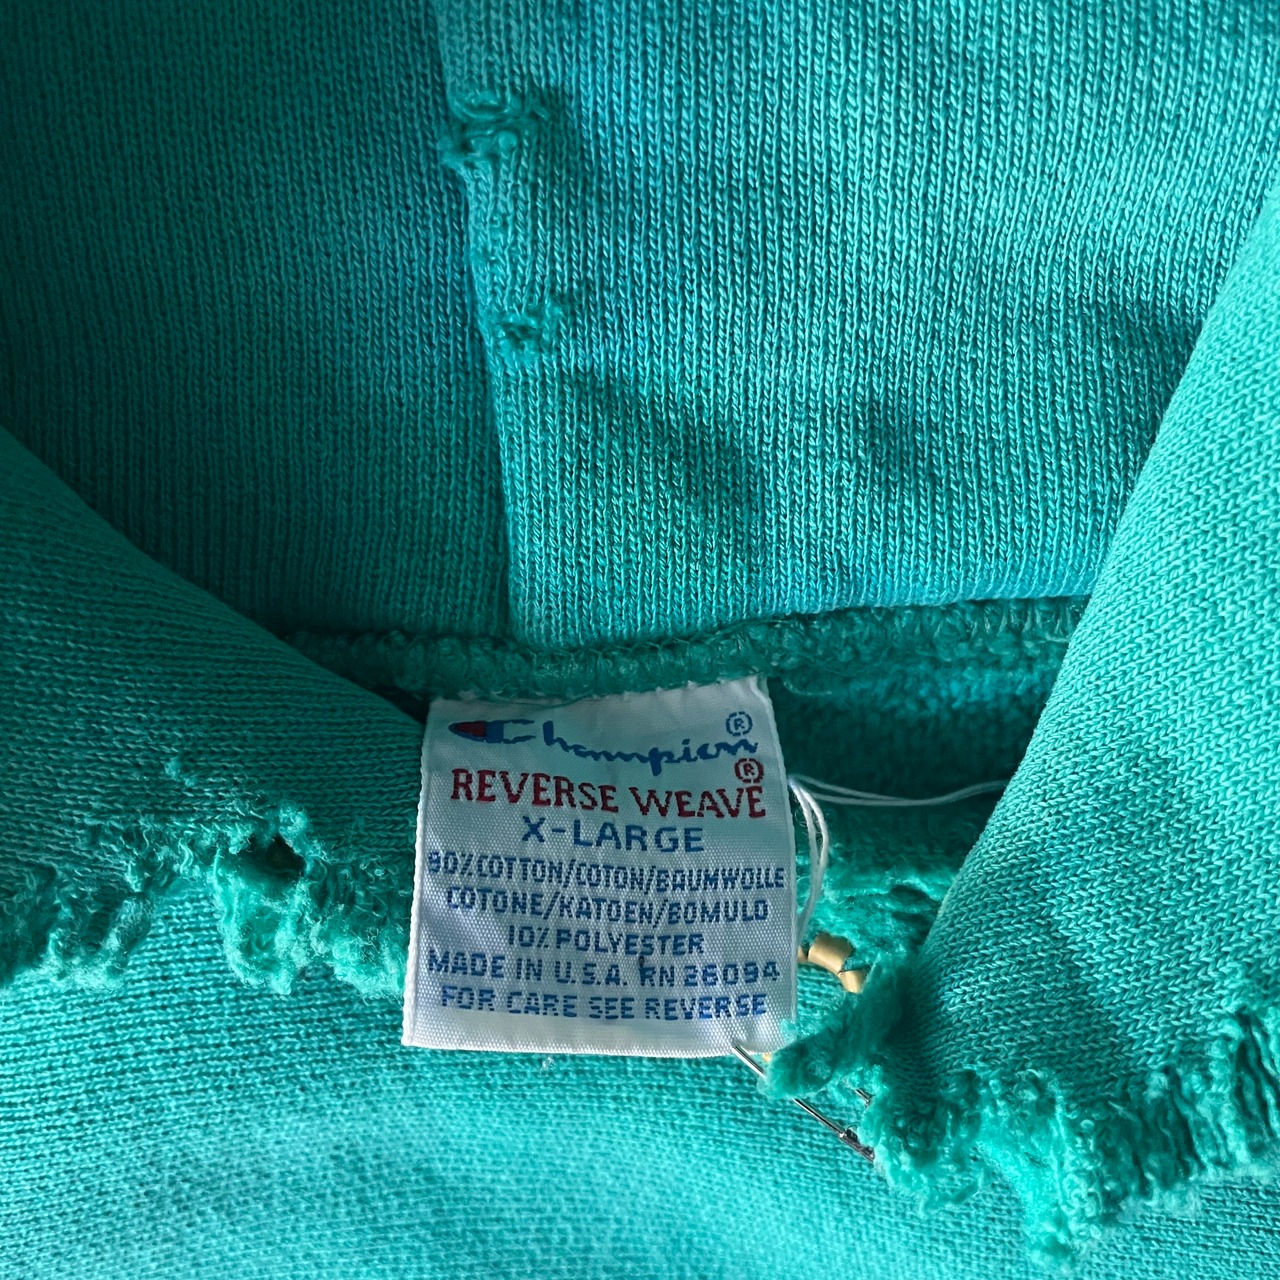 Champion®
REVERSE WEAVE®
X-LARGE
90% COTTON/COTON/BAUMWOLLE
COTONE/KATOEN/BOMULD
10% POLYESTER
MADE IN U.S.A. RN 26094
FOR CARE SEE REVERSE